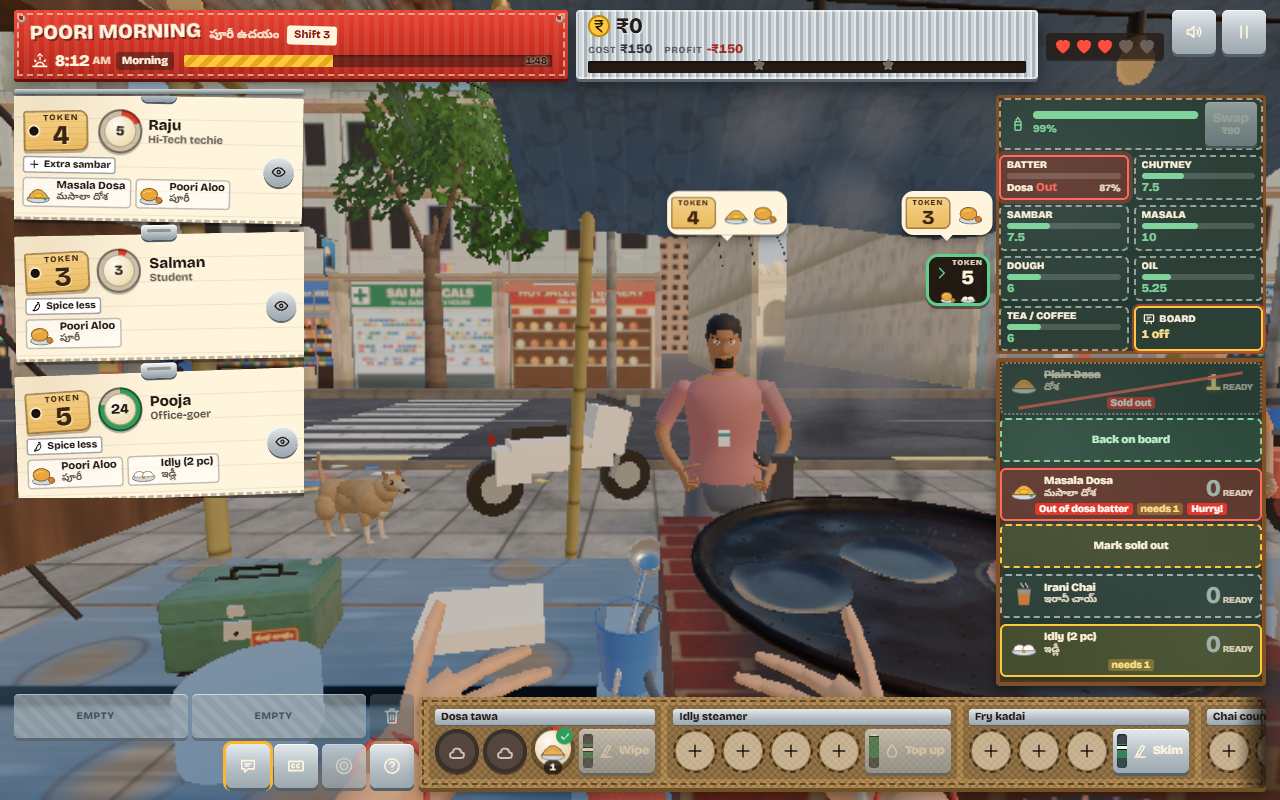 POORI MORNING పూరీ ఉదయం Shift 3
8:12 AM Morning 1:48
₹0
COST ₹150 PROFIT -₹150
TOKEN
4
5
Raju
Hi-Tech techie
+ Extra sambar
Masala Dosa
మసాలా దోశ
Poori Aloo
పూరీ
TOKEN
3
3
Salman
Student
Spice less
Poori Aloo
పూరీ
TOKEN
5
24
Pooja
Office-goer
Spice less
Poori Aloo
పూరీ
Idly (2 pc)
ఇడ్లీ
TOKEN
4
TOKEN
3
TOKEN
5
99%
Swap
₹90
BATTER
Dosa Out 87%
CHUTNEY
7.5
SAMBAR
7.5
MASALA
10
DOUGH
6
OIL
5.25
TEA / COFFEE
6
BOARD
1 off
Plain Dosa
దోశ
1 READY
Sold out
Back on board
Masala Dosa
మసాలా దోశ
0 READY
Out of dosa batter needs 1 Hurry!
Mark sold out
Irani Chai
ఇరానీ చాయ్
0 READY
Idly (2 pc)
ఇడ్లీ
0 READY
needs 1
EMPTY
EMPTY
CC
Dosa tawa
1
Wipe
Idly steamer
Top up
Fry kadai
Skim